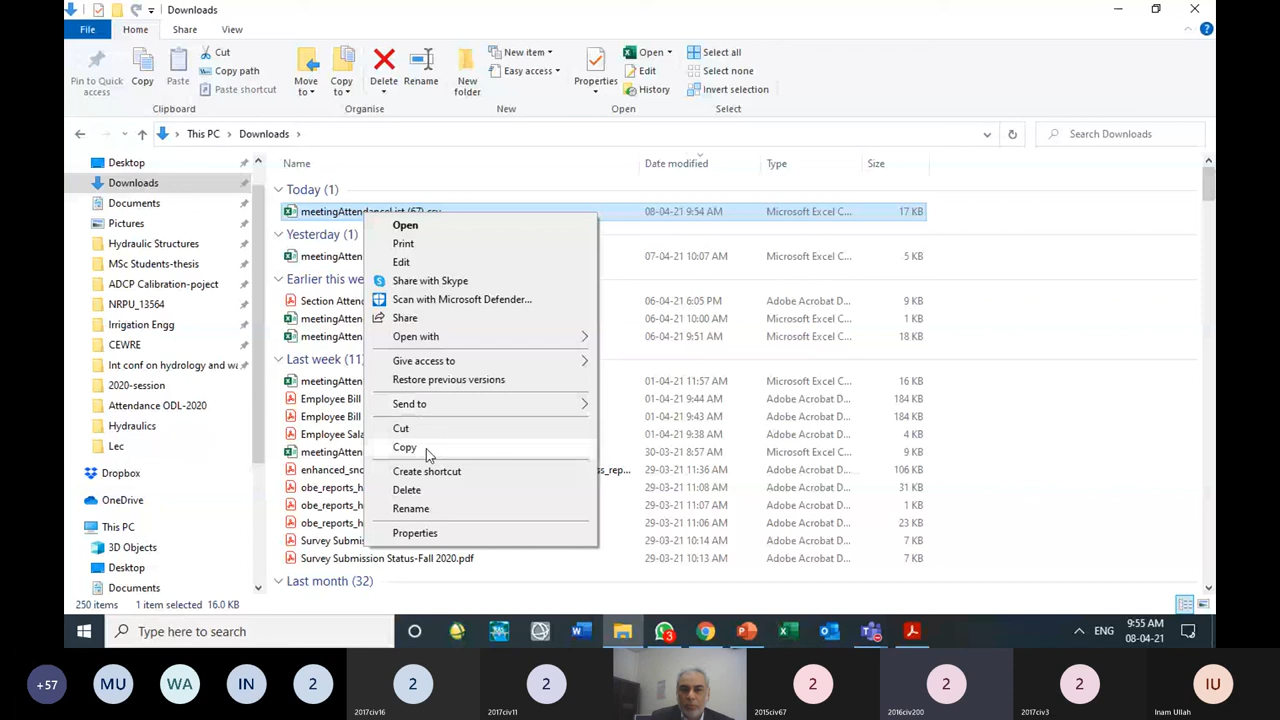 Downloads
File
Home
Share
View
Pin to Quick access
Copy
Paste
Cut
Copy path
Paste shortcut
Clipboard
Move to
Copy to
Delete
Rename
Organise
New folder
New item
Easy access
New
Properties
Open
Edit
History
Open
Select all
Select none
Invert selection
Select
This PC > Downloads >
Search Downloads
Desktop
Downloads
Documents
Pictures
Hydraulic Structures
MSc Students-thesis
ADCP Calibration-poject
NRPU_13564
Irrigation Engg
CEWRE
Int conf on hydrology and wa
2020-session
Attendance ODL-2020
Hydraulics
Lec
Dropbox
OneDrive
This PC
3D Objects
Desktop
Documents
Name Date modified Type Size
Today (1)
meetingAttendanceList (67).csv 08-04-21 9:54 AM Microsoft Excel C... 17 KB
Yesterday (1)
meetingAtten 07-04-21 10:07 AM Microsoft Excel C... 5 KB
Earlier this we
Section Atten 06-04-21 6:05 PM Adobe Acrobat D... 9 KB
meetingAtten 06-04-21 10:00 AM Microsoft Excel C... 1 KB
meetingAtten 06-04-21 9:51 AM Microsoft Excel C... 18 KB
Last week (11)
meetingAtten 01-04-21 11:57 AM Microsoft Excel C... 16 KB
Employee Bill 01-04-21 9:44 AM Adobe Acrobat D... 184 KB
Employee Bill 01-04-21 9:43 AM Adobe Acrobat D... 184 KB
Employee Sala 01-04-21 9:38 AM Adobe Acrobat D... 4 KB
meetingAtten 30-03-21 8:57 AM Microsoft Excel C... 9 KB
enhanced_sno s_rep... 29-03-21 11:36 AM Adobe Acrobat D... 106 KB
obe_reports_h 29-03-21 11:08 AM Adobe Acrobat D... 31 KB
obe_reports_h 29-03-21 11:07 AM Adobe Acrobat D... 9 KB
obe_reports_h 29-03-21 11:06 AM Adobe Acrobat D... 23 KB
Survey Submi 29-03-21 10:14 AM Adobe Acrobat D... 7 KB
Survey Submission Status-Fall 2020.pdf 29-03-21 10:13 AM Adobe Acrobat D... 7 KB
Last month (32)
Open
Print
Edit
Share with Skype
Scan with Microsoft Defender...
Share
Open with
Give access to
Restore previous versions
Send to
Cut
Copy
Create shortcut
Delete
Rename
Properties
250 items 1 item selected 16.0 KB
Type here to search
3
ENG
9:55 AM
08-04-21
+57
MU
WA
IN
2
2
2017civ16
2
2017civ11
2
2015civ67
2
2016civ200
2
2017civ3
IU
Inam Ullah